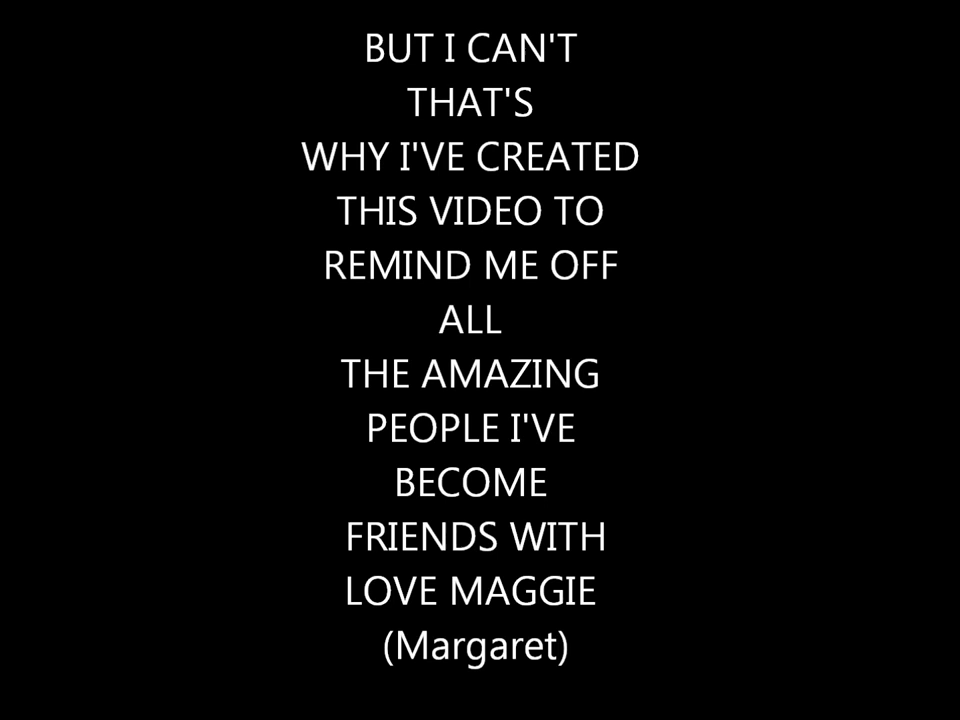 BUT I CAN'T
THAT'S
WHY I'VE CREATED
THIS VIDEO TO
REMIND ME OFF
ALL
THE AMAZING
PEOPLE I'VE
BECOME
FRIENDS WITH
LOVE MAGGIE
(Margaret)